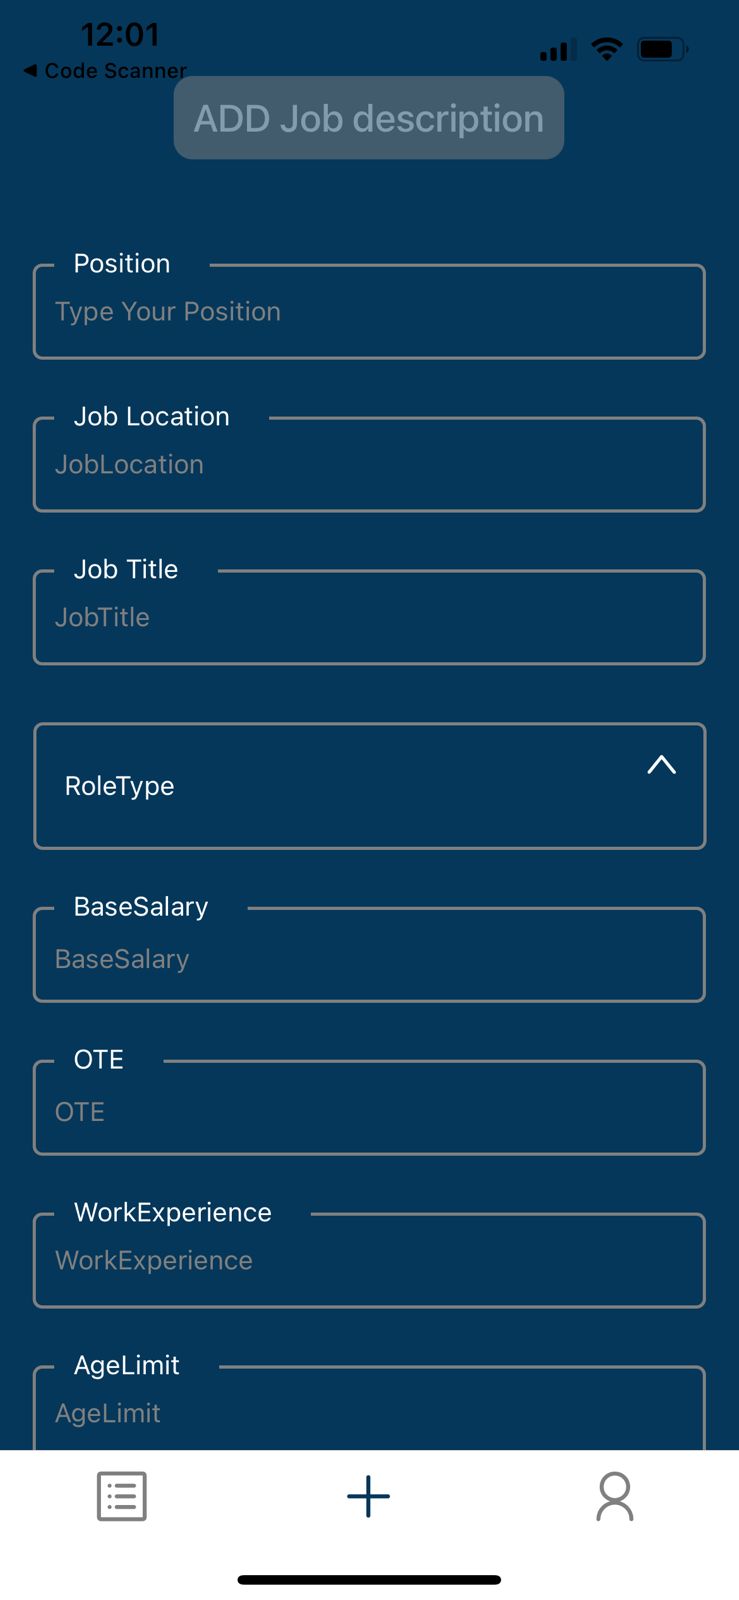 12:01
◀ Code Scanner
ADD Job description
Position
Type Your Position
Job Location
JobLocation
Job Title
JobTitle
RoleType
BaseSalary
BaseSalary
OTE
OTE
WorkExperience
WorkExperience
AgeLimit
AgeLimit